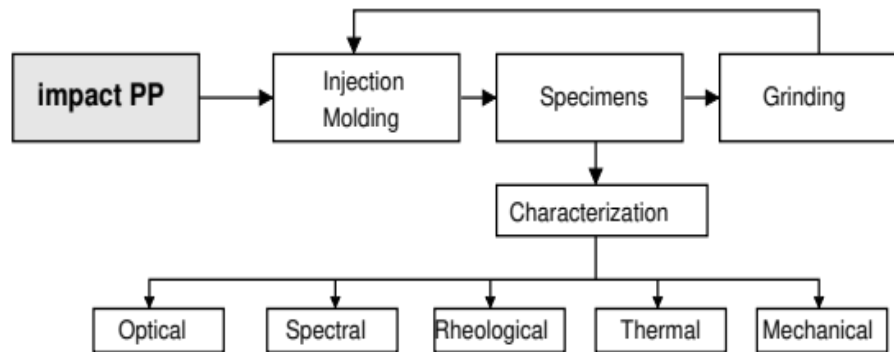 impact PP
Injection
Molding
Specimens
Grinding
Characterization
Optical
Spectral
Rheological
Thermal
Mechanical